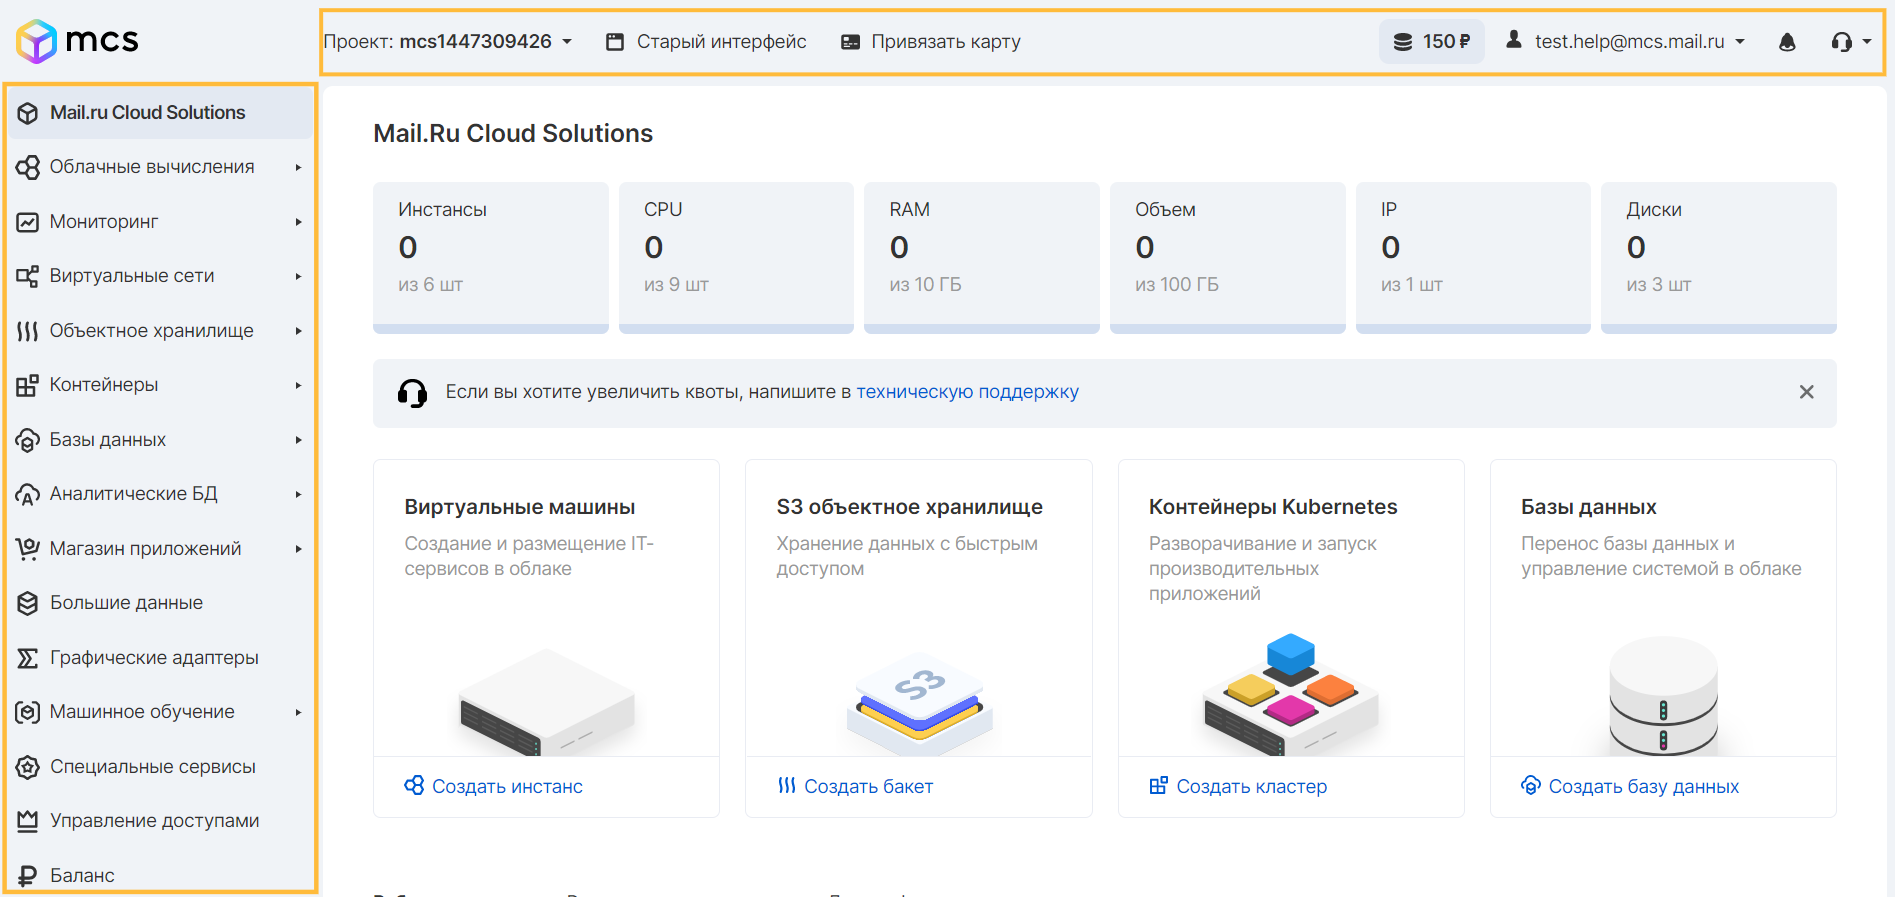 mcs
Проект: mcs1447309426
Старый интерфейс
Привязать карту
150 ₽
test.help@mcs.mail.ru
Mail.ru Cloud Solutions
Облачные вычисления
Мониторинг
Виртуальные сети
Объектное хранилище
Контейнеры
Базы данных
Аналитические БД
Магазин приложений
Большие данные
Графические адаптеры
Машинное обучение
Специальные сервисы
Управление доступами
Баланс
Mail.Ru Cloud Solutions
Инстансы
0
из 6 шт
CPU
0
из 9 шт
RAM
0
из 10 ГБ
Объем
0
из 100 ГБ
IP
0
из 1 шт
Диски
0
из 3 шт
Если вы хотите увеличить квоты, напишите в техническую поддержку
Виртуальные машины
Создание и размещение IT-
сервисов в облаке
Создать инстанс
S3 объектное хранилище
Хранение данных с быстрым
доступом
S3
Создать бакет
Контейнеры Kubernetes
Разворачивание и запуск
производительных
приложений
Создать кластер
Базы данных
Перенос базы данных и
управление системой в облаке
Создать базу данных